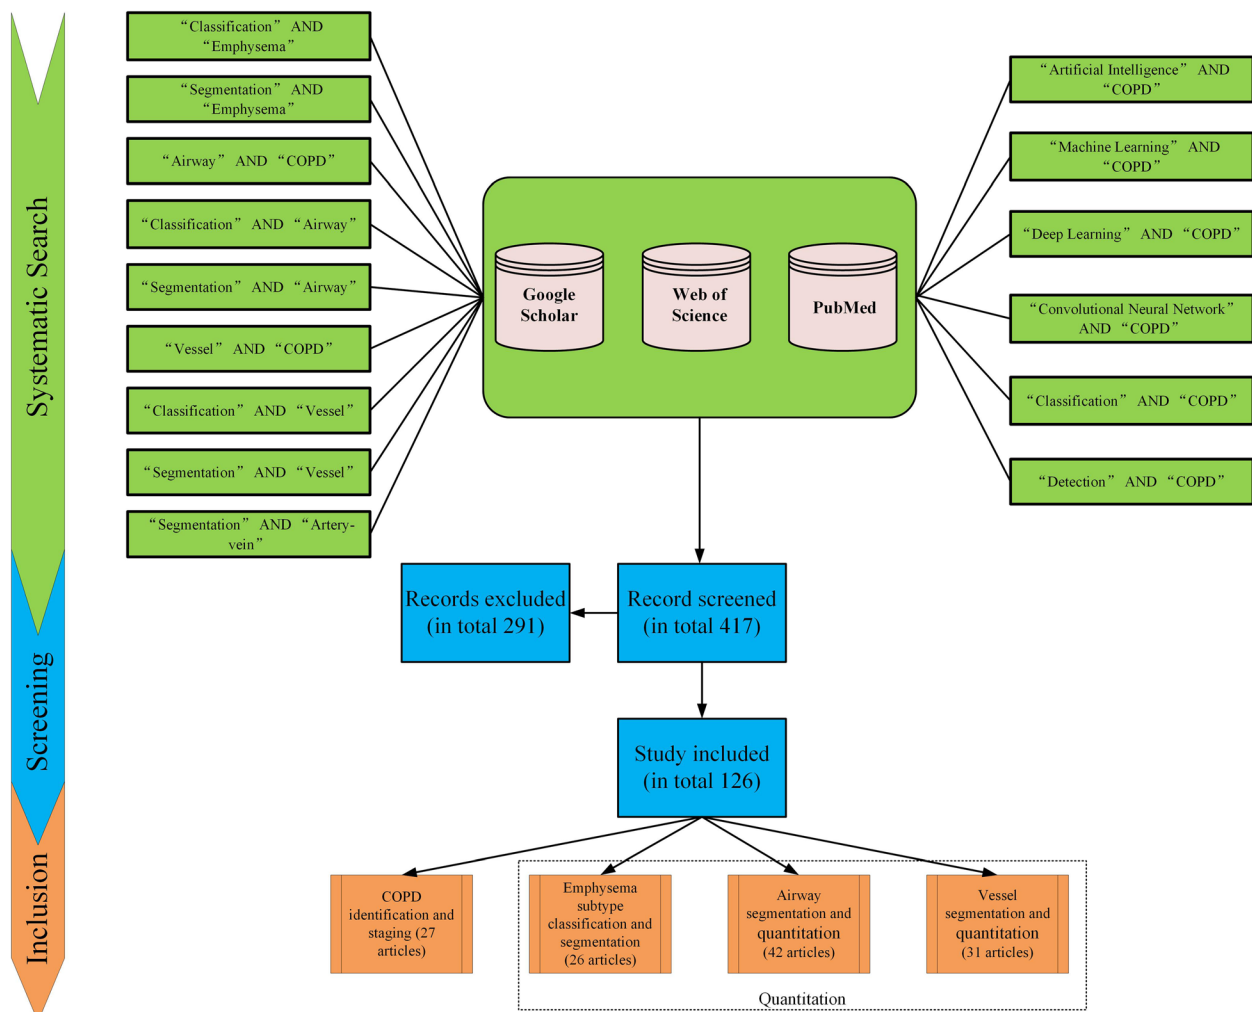 Systematic Search
Screening
Inclusion
“Classification” AND
“Emphysema”
“Segmentation” AND
“Emphysema”
“Airway” AND “COPD”
“Classification” AND “Airway”
“Segmentation” AND “Airway”
“Vessel” AND “COPD”
“Classification” AND “Vessel”
“Segmentation” AND “Vessel”
“Segmentation” AND “Artery-
vein”
Google
Scholar
Web of
Science
PubMed
“Artificial Intelligence” AND
“COPD”
“Machine Learning” AND
“COPD”
“Deep Learning” AND “COPD”
“Convolutional Neural Network”
AND “COPD”
“Classification” AND “COPD”
“Detection” AND “COPD”
Records excluded
(in total 291)
Record screened
(in total 417)
Study included
(in total 126)
COPD
identification and
staging (27
articles)
Emphysema
subtype
classification and
segmentation
(26 articles)
Airway
segmentation and
quantitation
(42 articles)
Vessel
segmentation and
quantitation
(31 articles)
Quantitation